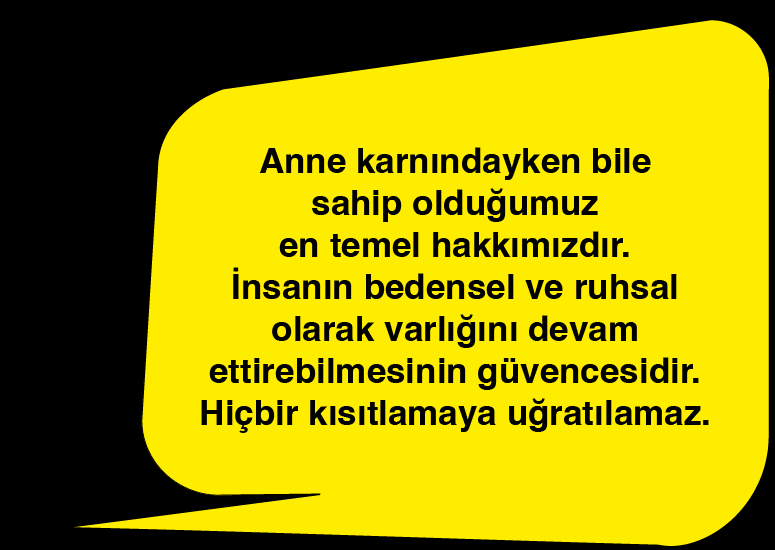 Anne karnındayken bile
sahip olduğumuz
en temel hakkımızdır.
İnsanın bedensel ve ruhsal
olarak varlığını devam
ettirebilmesinin güvencesidir.
Hiçbir kısıtlamaya uğratılamaz.